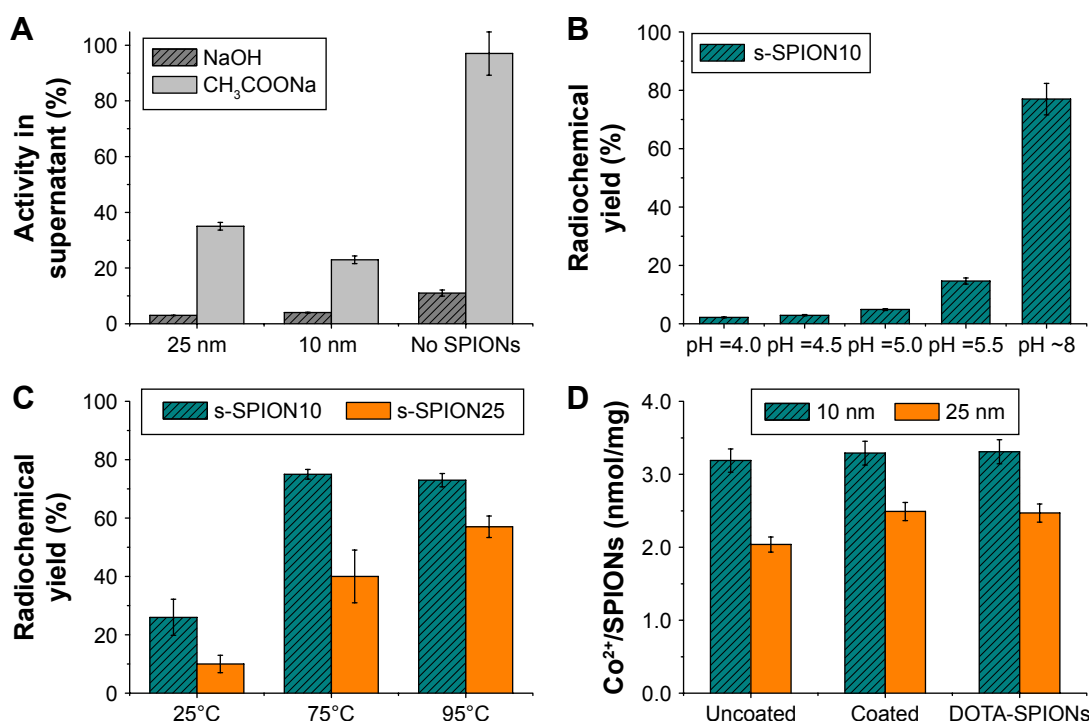 A
Activity in
supernatant (%)
100
80
60
40
20
0
NaOH
CH₃COONa
25 nm
10 nm
No SPIONs
B
Radiochemical
yield (%)
100
80
60
40
20
0
s-SPION10
pH =4.0
pH =4.5
pH =5.0
pH =5.5
pH ~8
C
Radiochemical
yield (%)
100
80
60
40
20
0
s-SPION10
s-SPION25
25°C
75°C
95°C
D
Co²⁺/SPIONs (nmol/mg)
4.0
3.0
2.0
1.0
0.0
10 nm
25 nm
Uncoated
Coated
DOTA-SPIONs